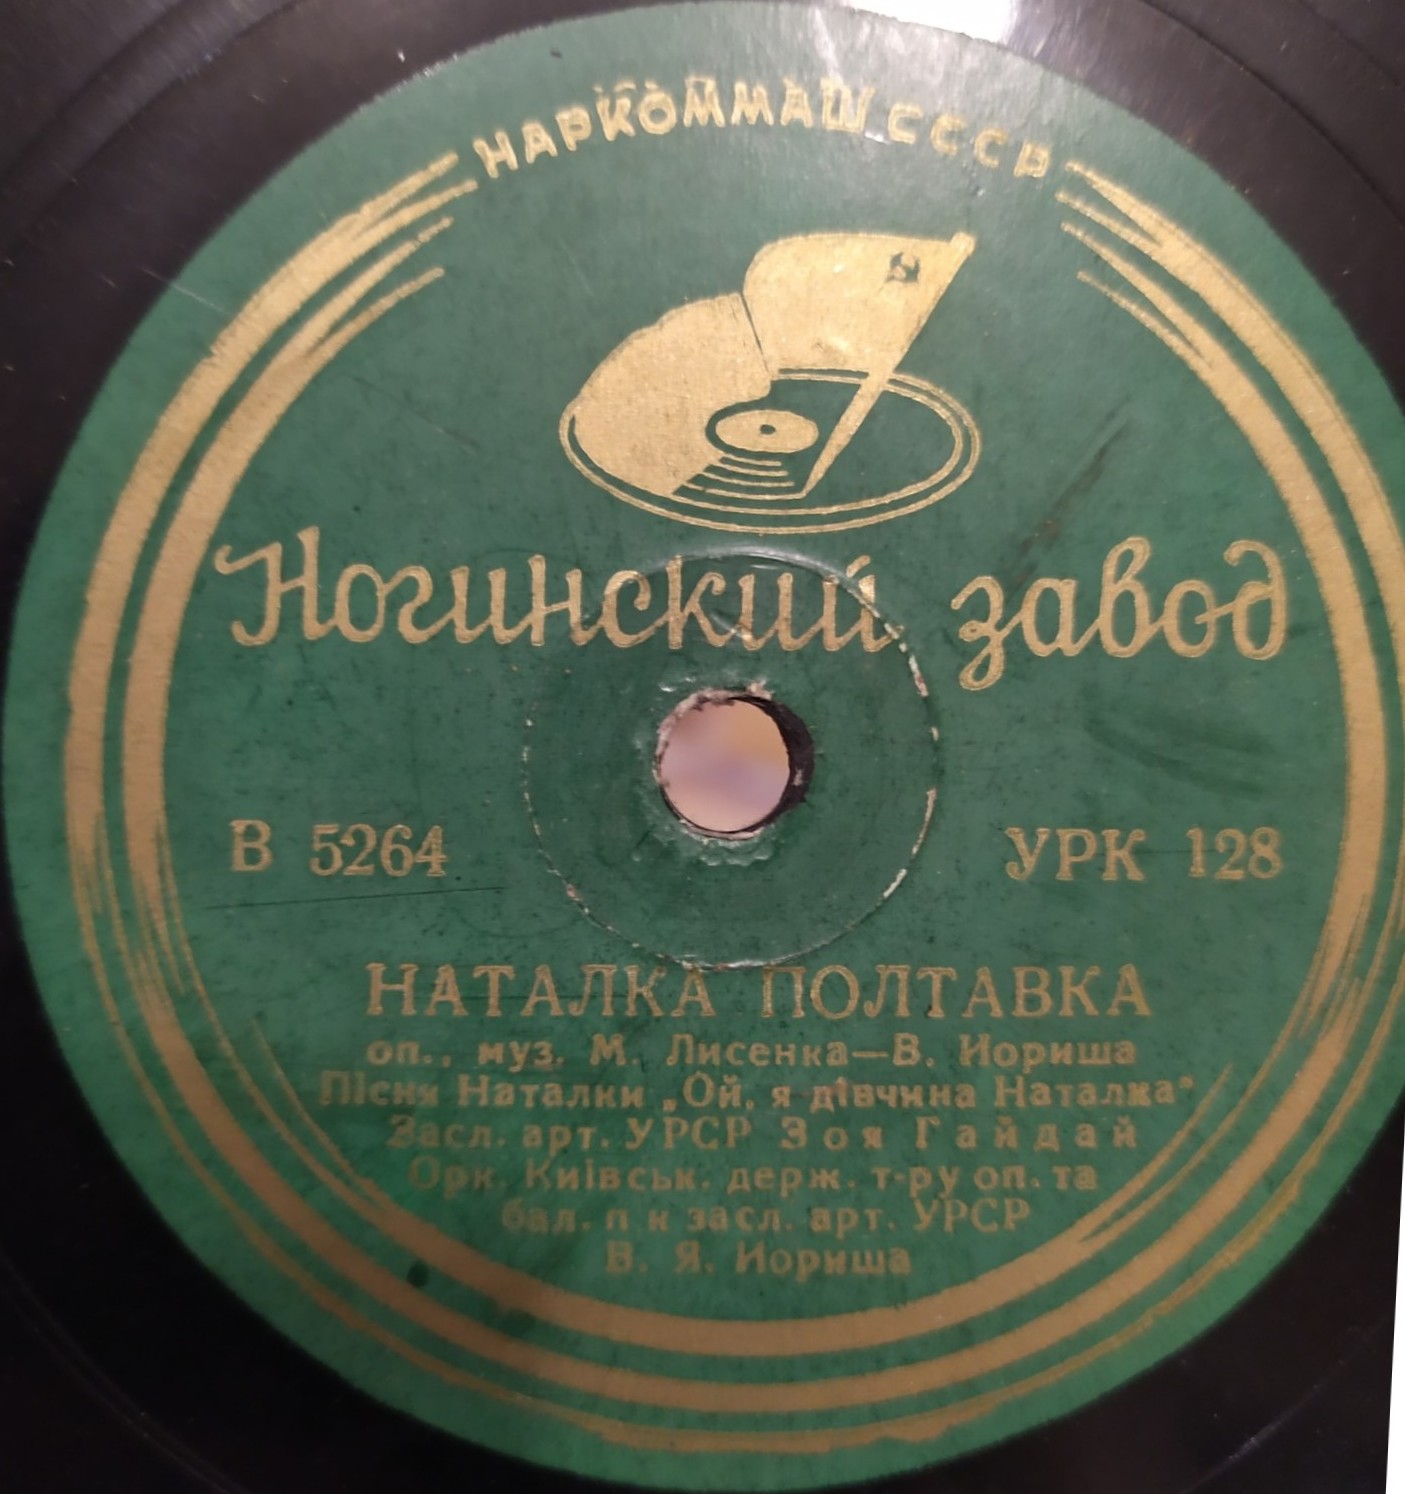 НАРКОММАШ СССР
Ногинский завод
В 5264 УРК 128
НАТАЛКА ПОЛТАВКА
оп., муз. М. Лисенка—В. Иориша
Пісня Наталки „Ой, я дівчина Наталка"
Засл. арт. УРСР Зоя Гайдай
Орк. Київськ. держ. т-ру оп. та
бал. п к засл. арт. УРСР
В. Я. Иориша